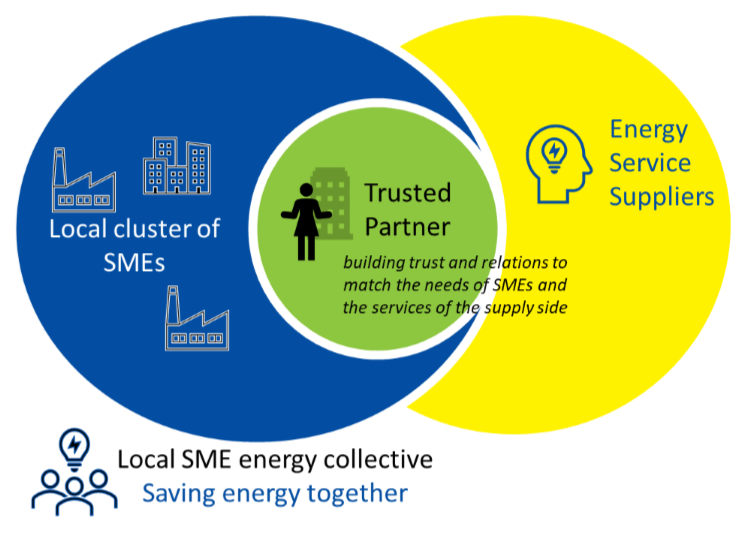 Local cluster of
SMEs
Trusted
Partner
building trust and relations to
match the needs of SMEs and
the services of the supply side
Energy
Service
Suppliers
Local SME energy collective
Saving energy together